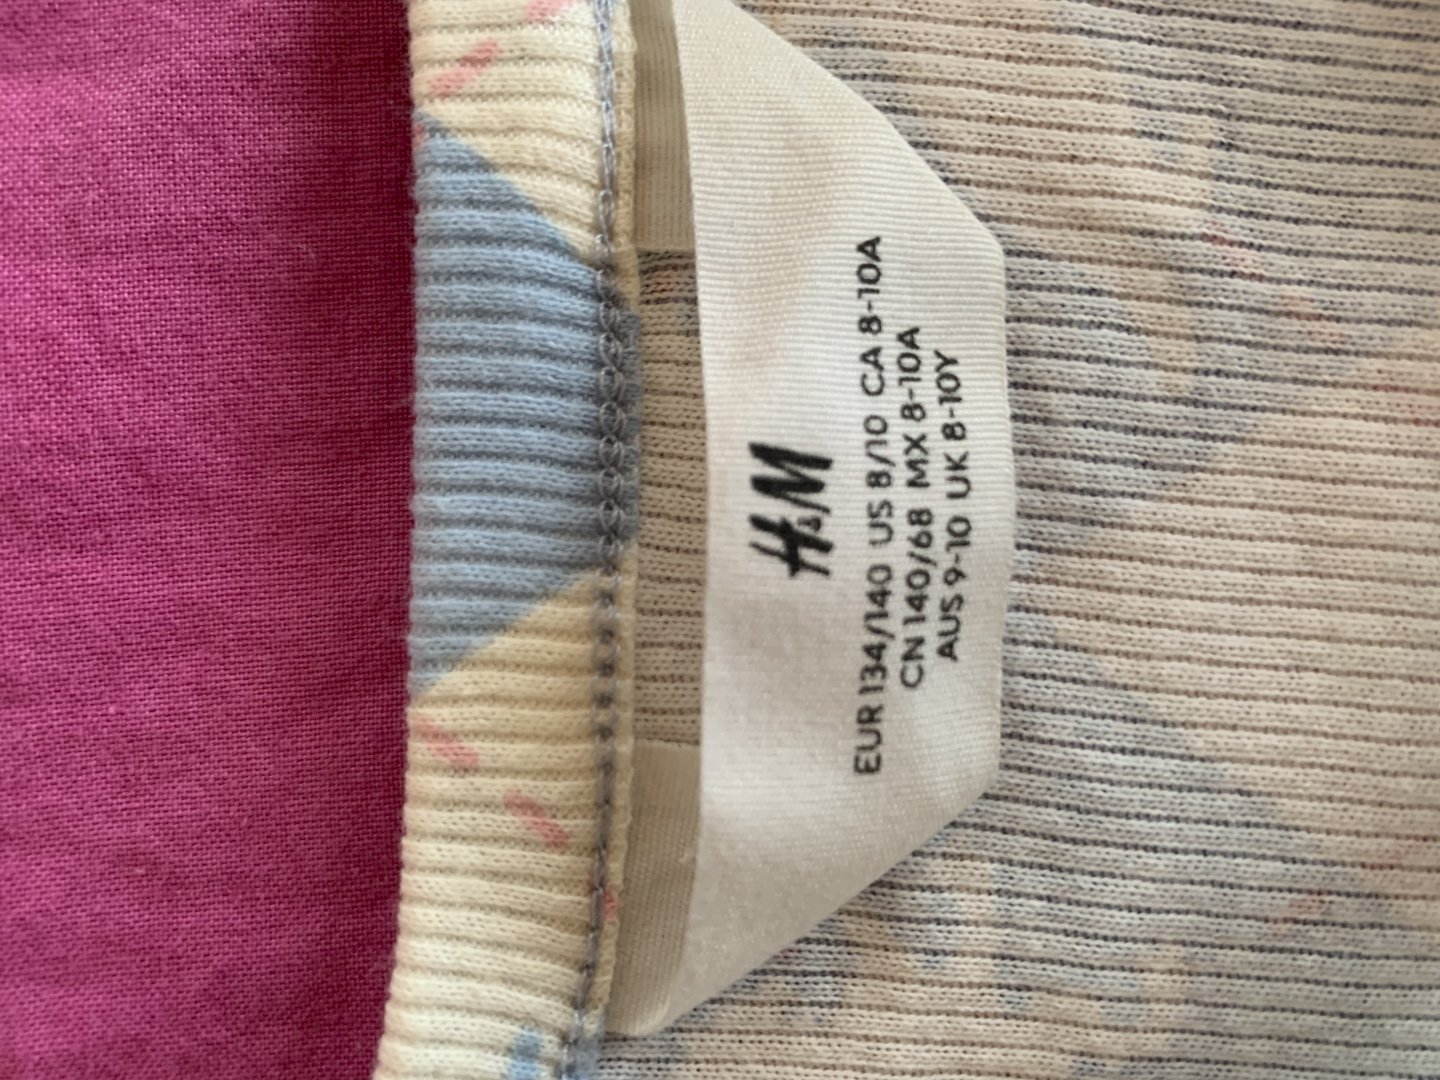 H&M
EUR 134/140 US 8/10 CA 8-10A
CN 140/68 MX 8-10A
AUS 9-10 UK 8-10Y